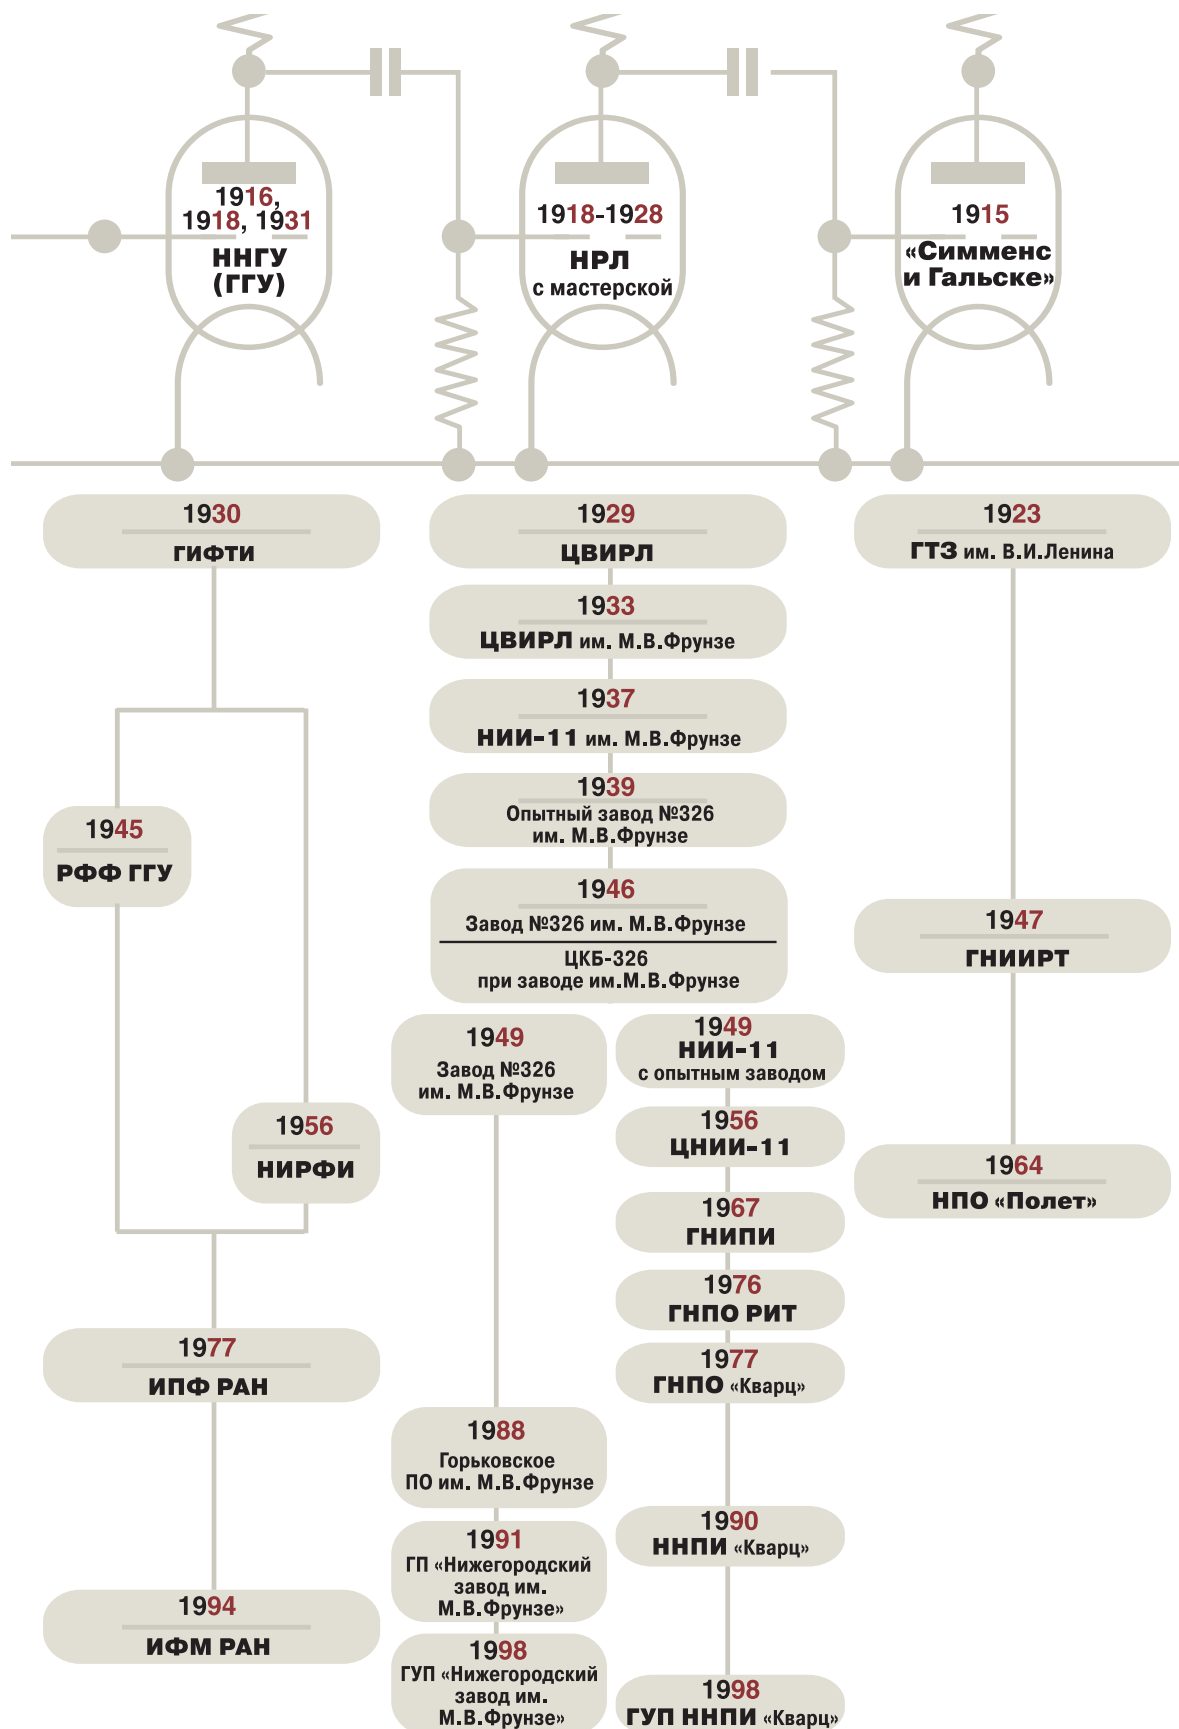 1916,
1918, 1931
ННГУ
(ГГУ)
1918-1928
НРЛ
с мастерской
1915
«Симменс
и Гальске»
1930
ГИФТИ
1945
РФФ ГГУ
1956
НИРФИ
1977
ИПФ РАН
1994
ИФМ РАН
1929
ЦВИРЛ
1933
ЦВИРЛ им. М.В.Фрунзе
1937
НИИ-11 им. М.В.Фрунзе
1939
Опытный завод №326
им. М.В.Фрунзе
1946
Завод №326 им. М.В.Фрунзе
ЦКБ-326
при заводе им.М.В.Фрунзе
1949
Завод №326
им. М.В.Фрунзе
1988
Горьковское
ПО им. М.В.Фрунзе
1991
ГП «Нижегородский
завод им.
М.В.Фрунзе»
1998
ГУП «Нижегородский
завод им.
М.В.Фрунзе»
1949
НИИ-11
с опытным заводом
1956
ЦНИИ-11
1967
ГНИПИ
1976
ГНПО РИТ
1977
ГНПО «Кварц»
1990
ННПИ «Кварц»
1998
ГУП ННПИ «Кварц»
1923
ГТЗ им. В.И.Ленина
1947
ГНИИРТ
1964
НПО «Полет»